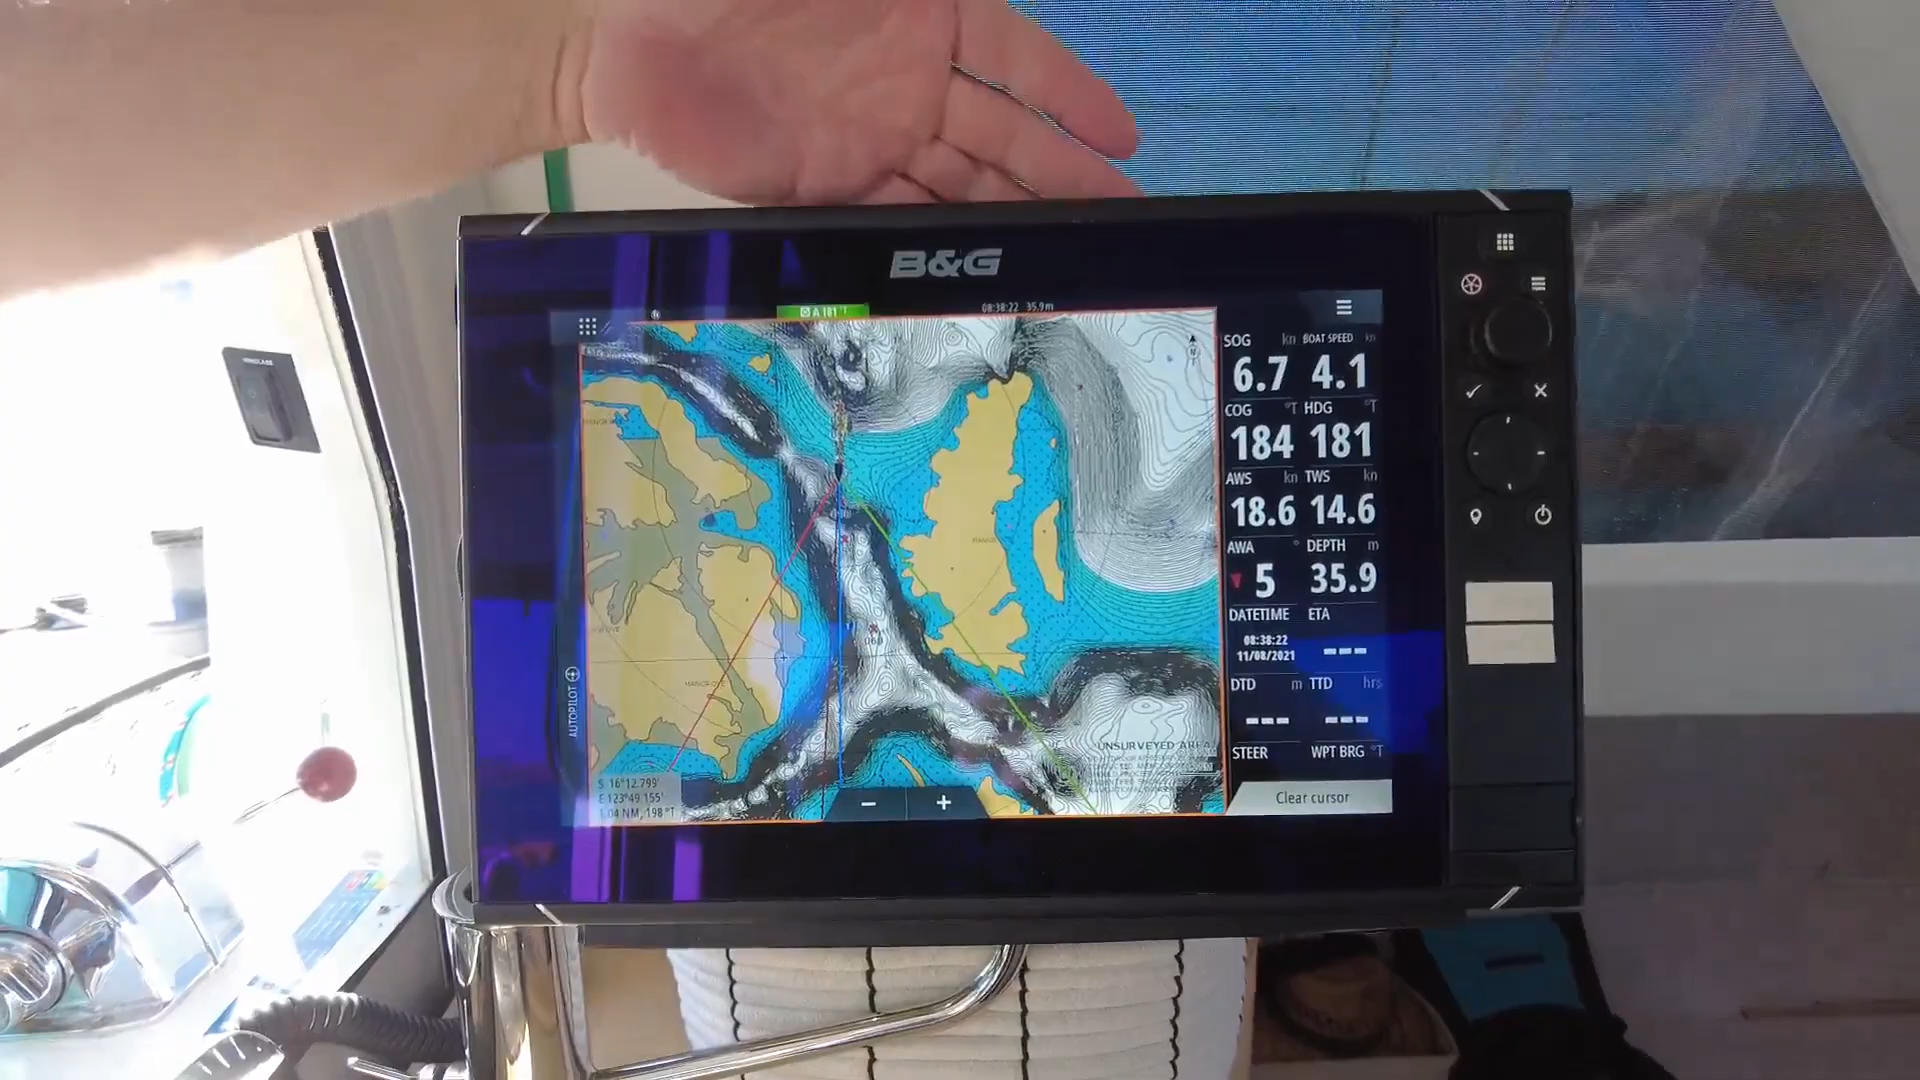 B&G
A 181 °T
08:38:22 35.9 m
SOG kn BOAT SPEED kn
6.7 4.1
COG °T HDG °T
184 181
AWS kn TWS kn
18.6 14.6
AWA ° DEPTH m
5 35.9
DATETIME ETA
08:38:22
11/08/2021 ---
DTD m TTD hrs
--- ---
STEER WPT BRG °T
Clear cursor
AUTOPILOT
N
MANGROVE
UNSURVEYED AREA
S 16°12.799'
E 123°49.155'
1.04 NM, 198 °T
− +